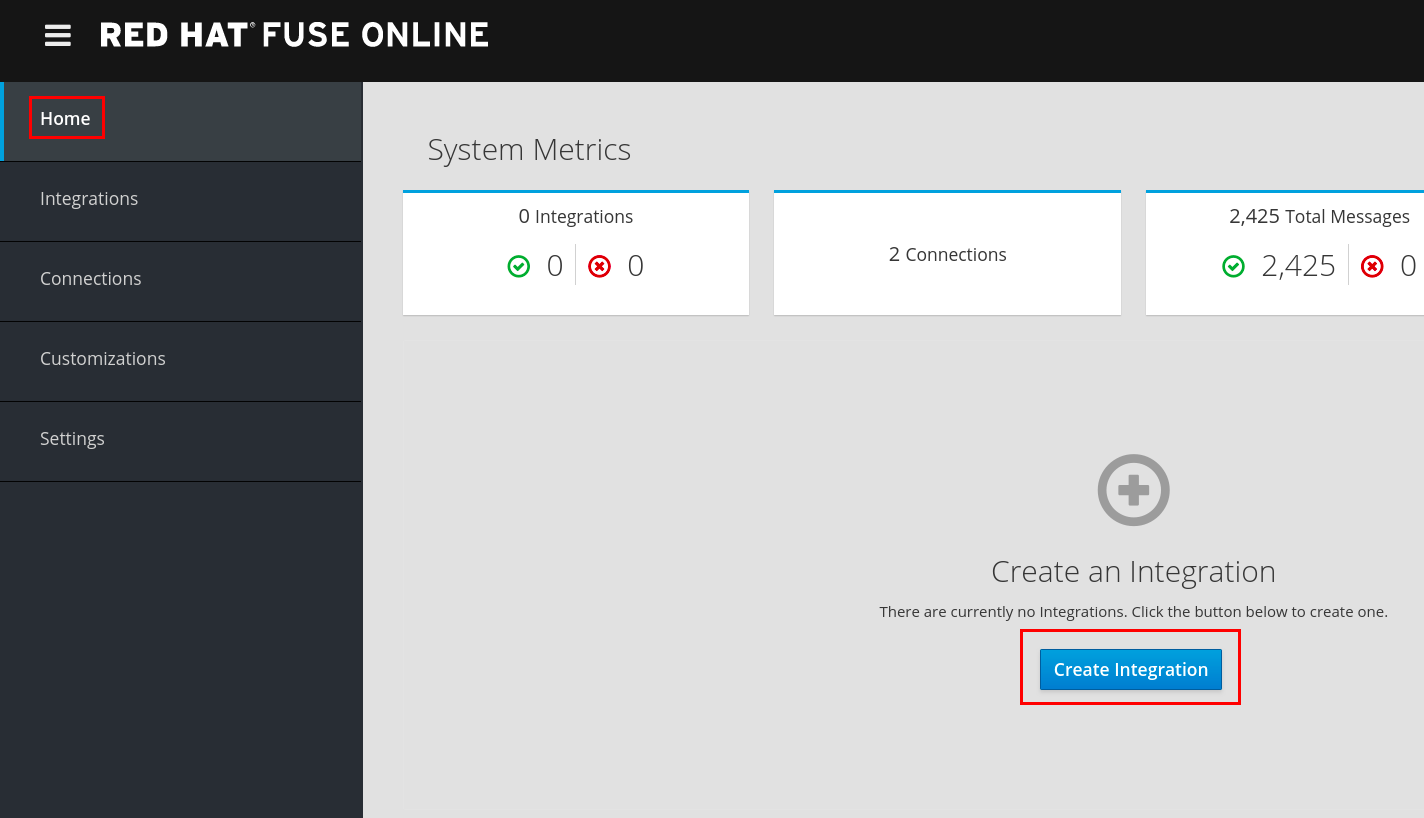 RED HAT® FUSE ONLINE
Home
Integrations
Connections
Customizations
Settings
System Metrics
0 Integrations
0 0
2 Connections
2,425 Total Messages
2,425 0
Create an Integration
There are currently no Integrations. Click the button below to create one.
Create Integration